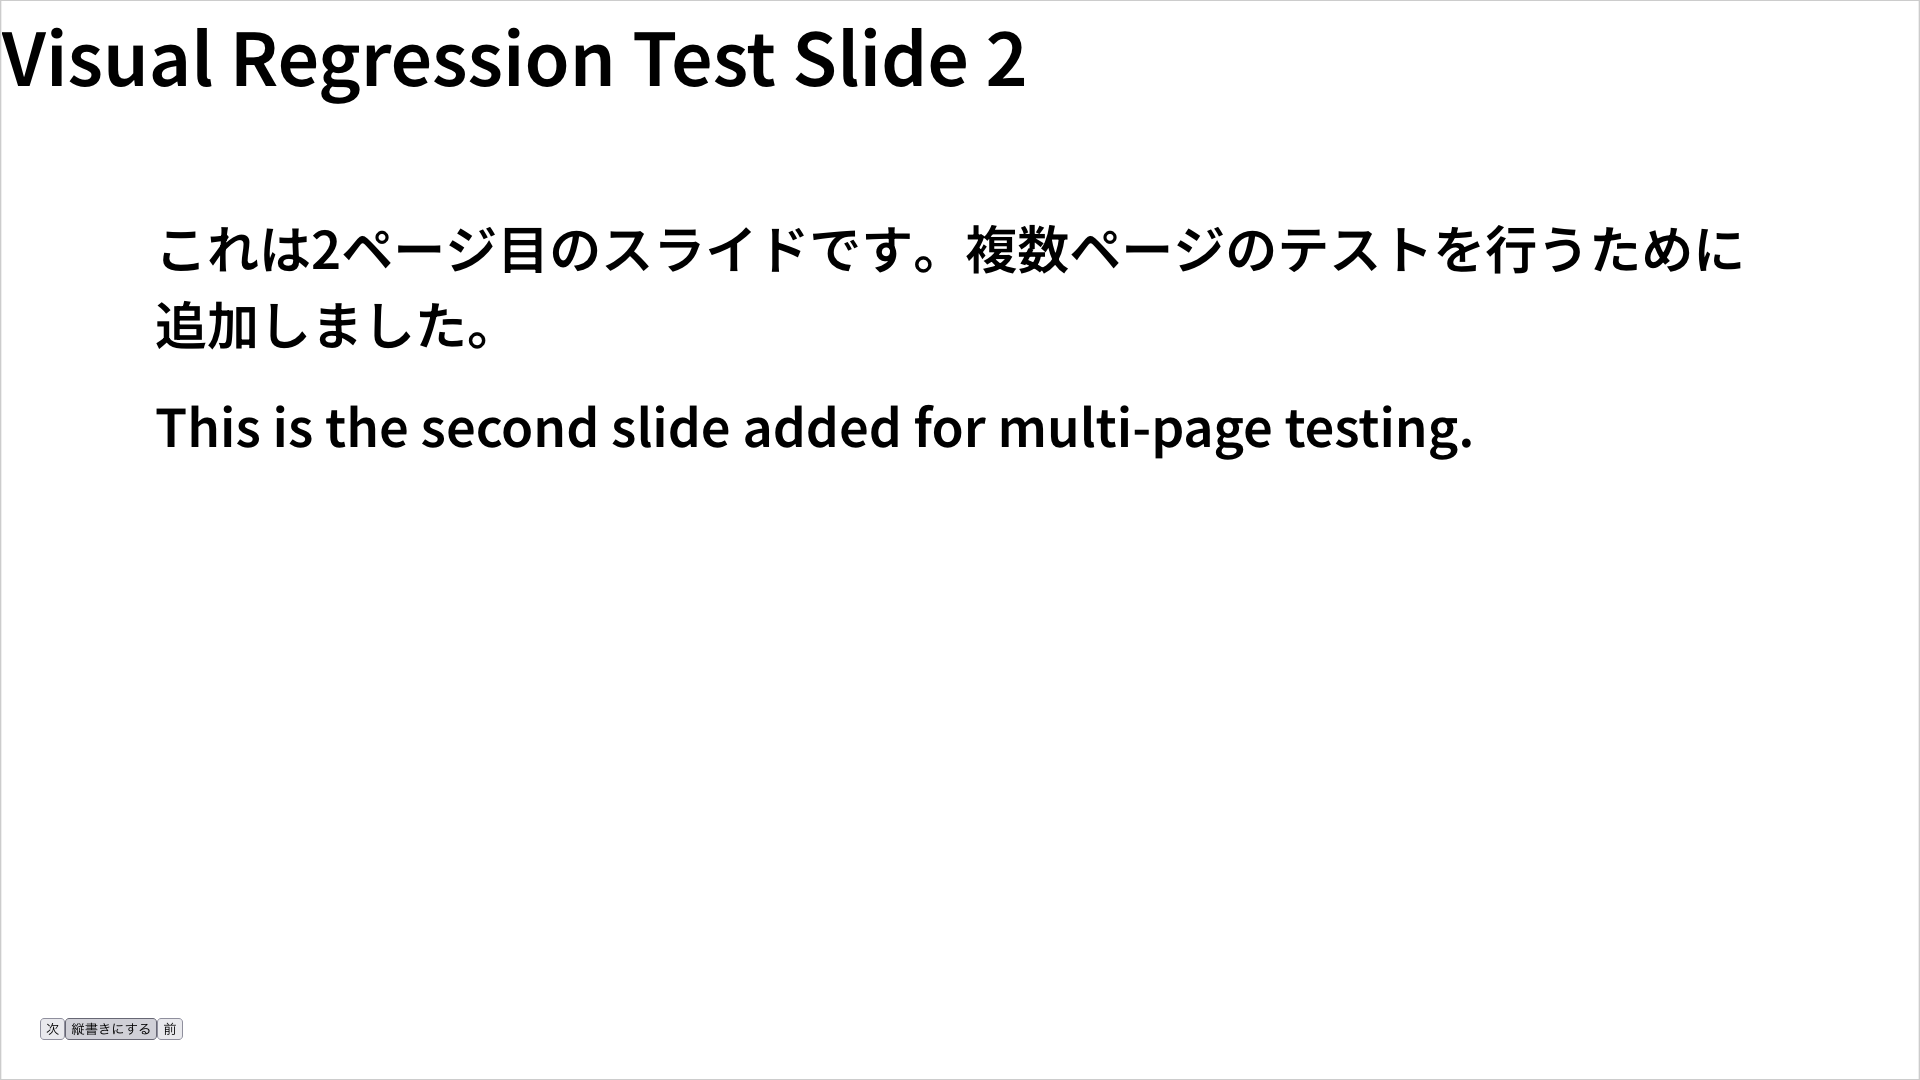 Visual Regression Test Slide 2
これは2ページ目のスライドです。複数ページのテストを行うために
追加しました。
This is the second slide added for multi-page testing.
次 縦書きにする 前